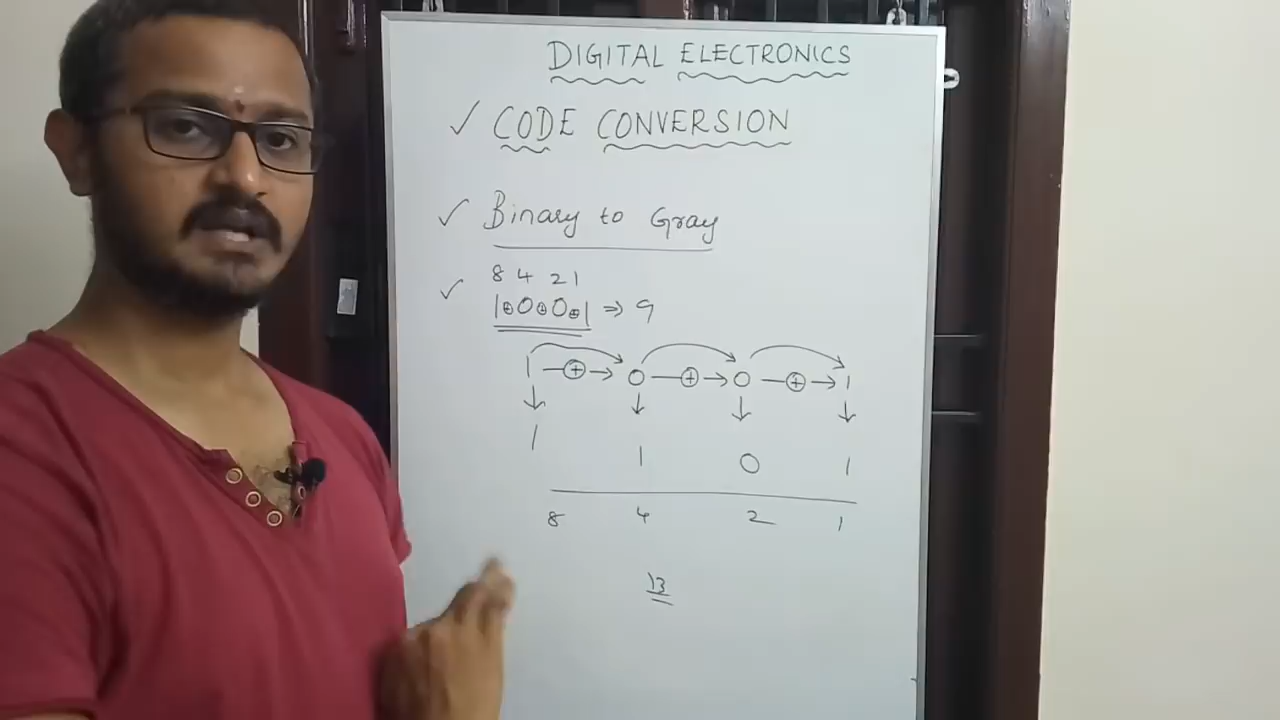 DIGITAL ELECTRONICS
✓ CODE CONVERSION
✓ Binary to Gray
8 4 2 1
✓ 1⊕0⊕0⊕1 ⇒ 9
1 ⊕→ 0 ⊕→ 0 ⊕→ 1
↓ ↓ ↓ ↓
1 1 0 1
8 4 2 1
13